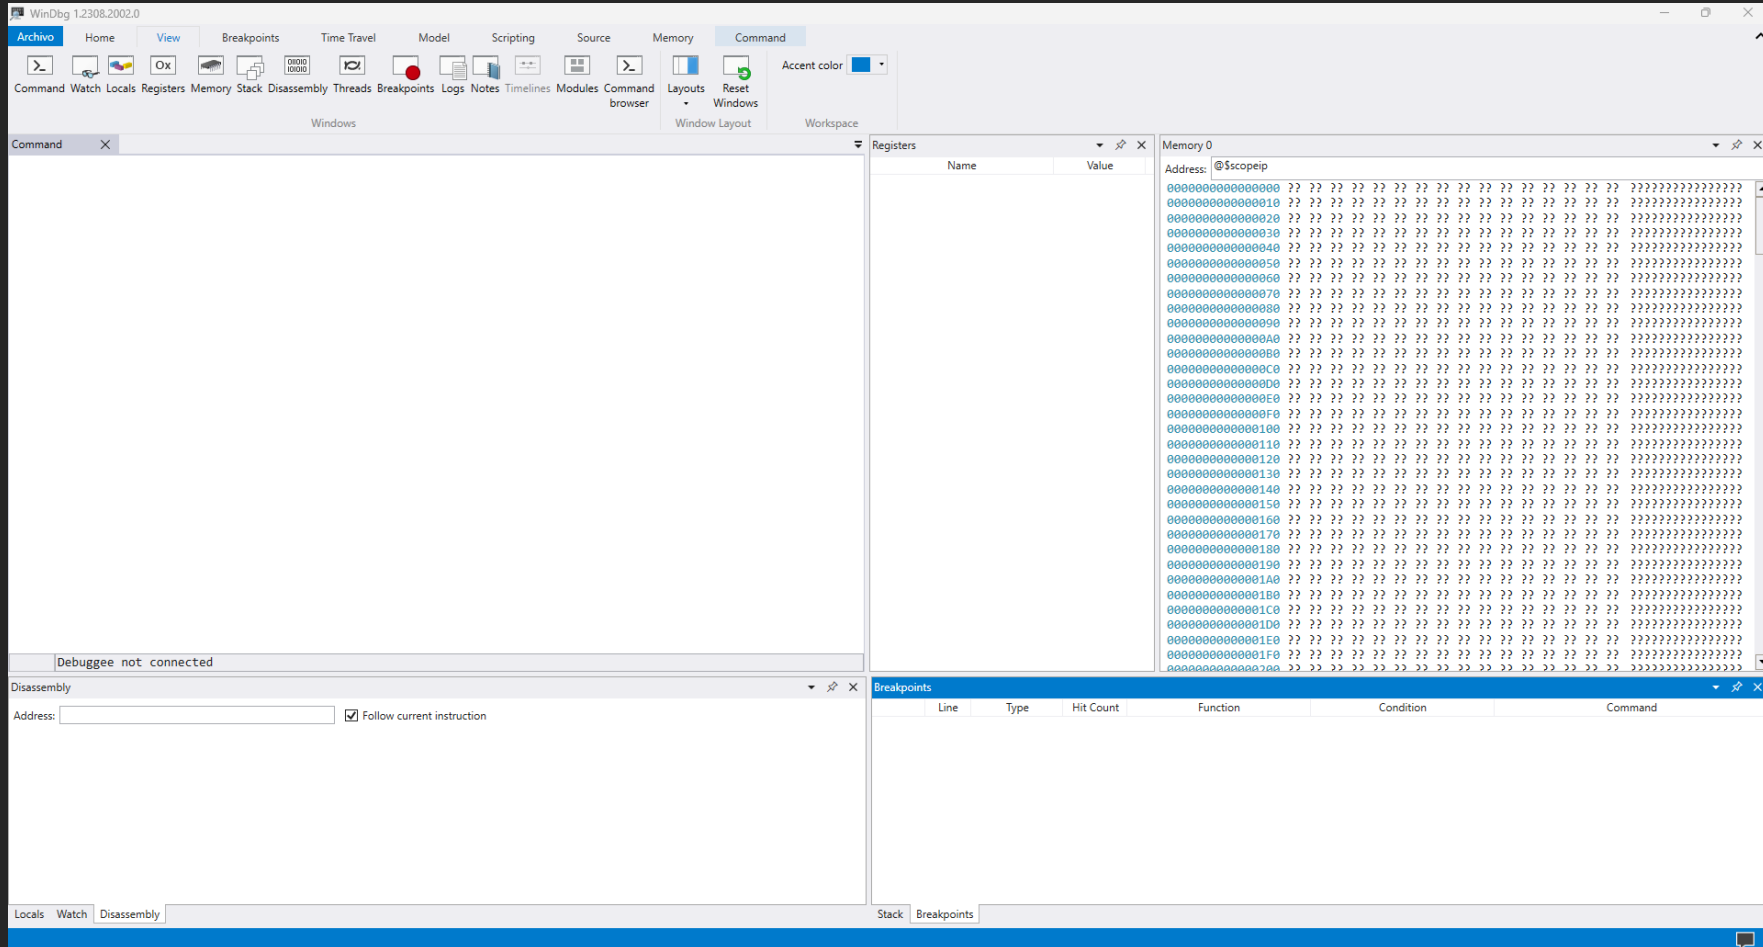 WinDbg 1.2308.2002.0
Archivo Home View Breakpoints Time Travel Model Scripting Source Memory Command
Command Watch Locals Registers Memory Stack Disassembly Threads Breakpoints Logs Notes Timelines Modules Command browser Layouts Reset Windows
Accent color
Windows Window Layout Workspace
Command
Debuggee not connected
Registers
Name Value
Memory 0
Address: @$scopeip
0000000000000000 ?? ?? ?? ?? ?? ?? ?? ?? ?? ?? ?? ?? ?? ?? ?? ?? ????????????????
0000000000000010 ?? ?? ?? ?? ?? ?? ?? ?? ?? ?? ?? ?? ?? ?? ?? ?? ????????????????
0000000000000020 ?? ?? ?? ?? ?? ?? ?? ?? ?? ?? ?? ?? ?? ?? ?? ?? ????????????????
0000000000000030 ?? ?? ?? ?? ?? ?? ?? ?? ?? ?? ?? ?? ?? ?? ?? ?? ????????????????
0000000000000040 ?? ?? ?? ?? ?? ?? ?? ?? ?? ?? ?? ?? ?? ?? ?? ?? ????????????????
0000000000000050 ?? ?? ?? ?? ?? ?? ?? ?? ?? ?? ?? ?? ?? ?? ?? ?? ????????????????
0000000000000060 ?? ?? ?? ?? ?? ?? ?? ?? ?? ?? ?? ?? ?? ?? ?? ?? ????????????????
0000000000000070 ?? ?? ?? ?? ?? ?? ?? ?? ?? ?? ?? ?? ?? ?? ?? ?? ????????????????
0000000000000080 ?? ?? ?? ?? ?? ?? ?? ?? ?? ?? ?? ?? ?? ?? ?? ?? ????????????????
0000000000000090 ?? ?? ?? ?? ?? ?? ?? ?? ?? ?? ?? ?? ?? ?? ?? ?? ????????????????
00000000000000A0 ?? ?? ?? ?? ?? ?? ?? ?? ?? ?? ?? ?? ?? ?? ?? ?? ????????????????
00000000000000B0 ?? ?? ?? ?? ?? ?? ?? ?? ?? ?? ?? ?? ?? ?? ?? ?? ????????????????
00000000000000C0 ?? ?? ?? ?? ?? ?? ?? ?? ?? ?? ?? ?? ?? ?? ?? ?? ????????????????
00000000000000D0 ?? ?? ?? ?? ?? ?? ?? ?? ?? ?? ?? ?? ?? ?? ?? ?? ????????????????
00000000000000E0 ?? ?? ?? ?? ?? ?? ?? ?? ?? ?? ?? ?? ?? ?? ?? ?? ????????????????
00000000000000F0 ?? ?? ?? ?? ?? ?? ?? ?? ?? ?? ?? ?? ?? ?? ?? ?? ????????????????
0000000000000100 ?? ?? ?? ?? ?? ?? ?? ?? ?? ?? ?? ?? ?? ?? ?? ?? ????????????????
0000000000000110 ?? ?? ?? ?? ?? ?? ?? ?? ?? ?? ?? ?? ?? ?? ?? ?? ????????????????
0000000000000120 ?? ?? ?? ?? ?? ?? ?? ?? ?? ?? ?? ?? ?? ?? ?? ?? ????????????????
0000000000000130 ?? ?? ?? ?? ?? ?? ?? ?? ?? ?? ?? ?? ?? ?? ?? ?? ????????????????
0000000000000140 ?? ?? ?? ?? ?? ?? ?? ?? ?? ?? ?? ?? ?? ?? ?? ?? ????????????????
0000000000000150 ?? ?? ?? ?? ?? ?? ?? ?? ?? ?? ?? ?? ?? ?? ?? ?? ????????????????
0000000000000160 ?? ?? ?? ?? ?? ?? ?? ?? ?? ?? ?? ?? ?? ?? ?? ?? ????????????????
0000000000000170 ?? ?? ?? ?? ?? ?? ?? ?? ?? ?? ?? ?? ?? ?? ?? ?? ????????????????
0000000000000180 ?? ?? ?? ?? ?? ?? ?? ?? ?? ?? ?? ?? ?? ?? ?? ?? ????????????????
0000000000000190 ?? ?? ?? ?? ?? ?? ?? ?? ?? ?? ?? ?? ?? ?? ?? ?? ????????????????
00000000000001A0 ?? ?? ?? ?? ?? ?? ?? ?? ?? ?? ?? ?? ?? ?? ?? ?? ????????????????
00000000000001B0 ?? ?? ?? ?? ?? ?? ?? ?? ?? ?? ?? ?? ?? ?? ?? ?? ????????????????
00000000000001C0 ?? ?? ?? ?? ?? ?? ?? ?? ?? ?? ?? ?? ?? ?? ?? ?? ????????????????
00000000000001D0 ?? ?? ?? ?? ?? ?? ?? ?? ?? ?? ?? ?? ?? ?? ?? ?? ????????????????
00000000000001E0 ?? ?? ?? ?? ?? ?? ?? ?? ?? ?? ?? ?? ?? ?? ?? ?? ????????????????
00000000000001F0 ?? ?? ?? ?? ?? ?? ?? ?? ?? ?? ?? ?? ?? ?? ?? ?? ????????????????
0000000000000200 ?? ?? ?? ?? ?? ?? ?? ?? ?? ?? ?? ?? ?? ?? ?? ?? ????????????????
Disassembly
Address: Follow current instruction
Locals Watch Disassembly
Breakpoints
Line Type Hit Count Function Condition Command
Stack Breakpoints